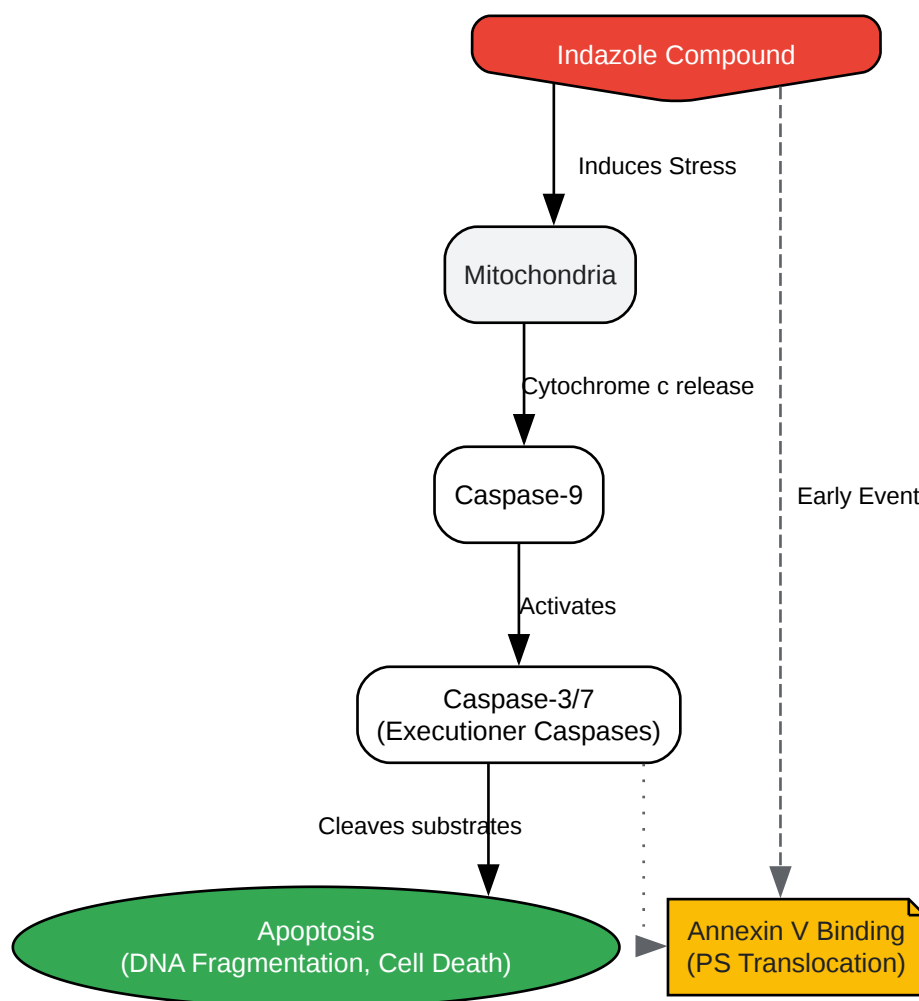 Indazole Compound
Induces Stress
Mitochondria
Cytochrome c release
Caspase-9
Early Event
Activates
Caspase-3/7
(Executioner Caspases)
Cleaves substrates
Apoptosis
(DNA Fragmentation, Cell Death)
Annexin V Binding
(PS Translocation)